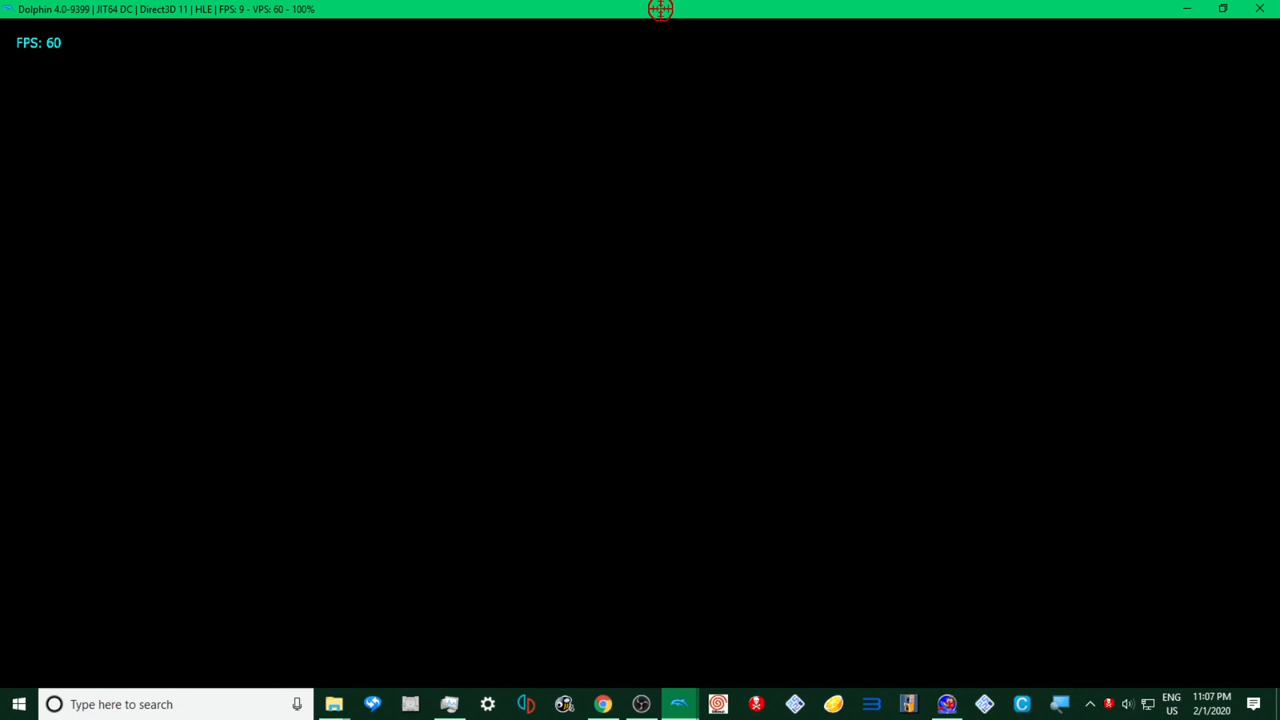 Dolphin 4.0-9399 | JIT64 DC | Direct3D 11 | HLE | FPS: 9 - VPS: 60 - 100%
FPS: 60
Type here to search
ENG
US
11:07 PM
2/1/2020